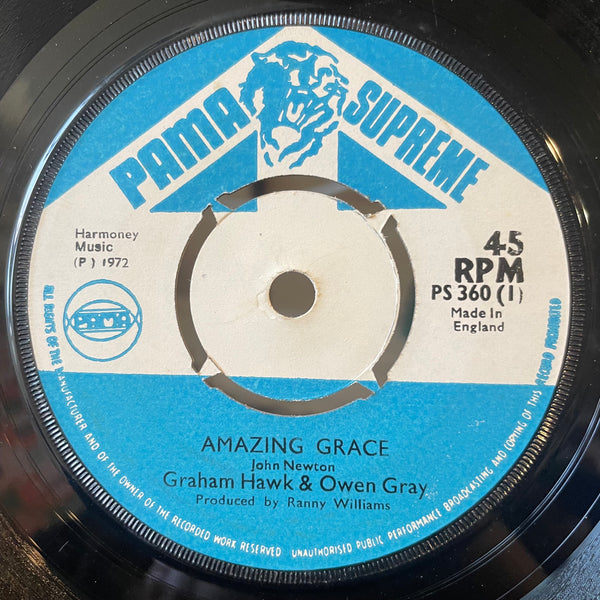 PAMA SUPREME
Harmoney
Music
(P) 1972
45
RPM
PS 360 (1)
Made In
England
PAMA
AMAZING GRACE
John Newton
Graham Hawk & Owen Gray
Produced by Ranny Williams
ALL RIGHTS OF THE MANUFACTURER AND OF THE OWNER OF THE RECORDED WORK RESERVED UNAUTHORISED PUBLIC PERFORMANCE BROADCASTING AND COPYING OF THIS RECORD PROHIBITED